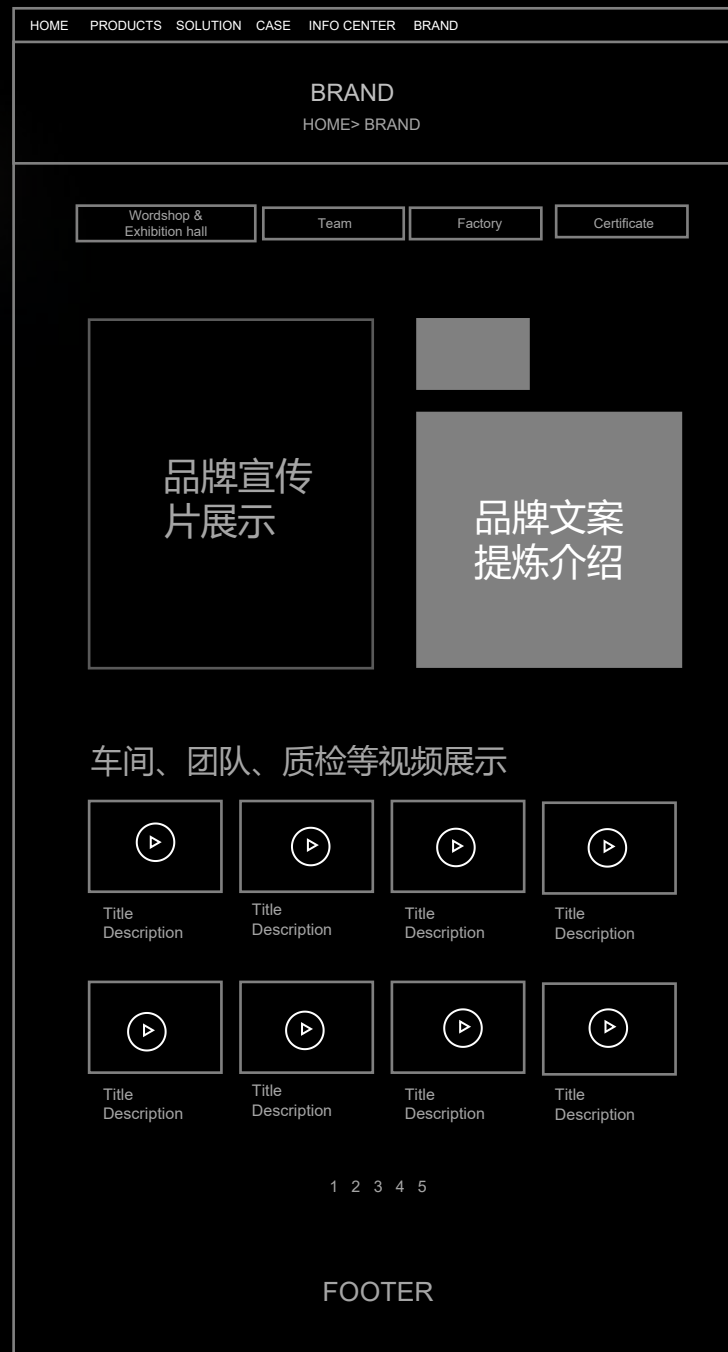 HOME PRODUCTS SOLUTION CASE INFO CENTER BRAND
BRAND
HOME> BRAND
Wordshop &
Exhibition hall
Team
Factory
Certificate
品牌宣传
片展示
品牌文案
提炼介绍
车间、团队、质检等视频展示
Title
Description
Title
Description
Title
Description
Title
Description
Title
Description
Title
Description
Title
Description
Title
Description
1 2 3 4 5
FOOTER